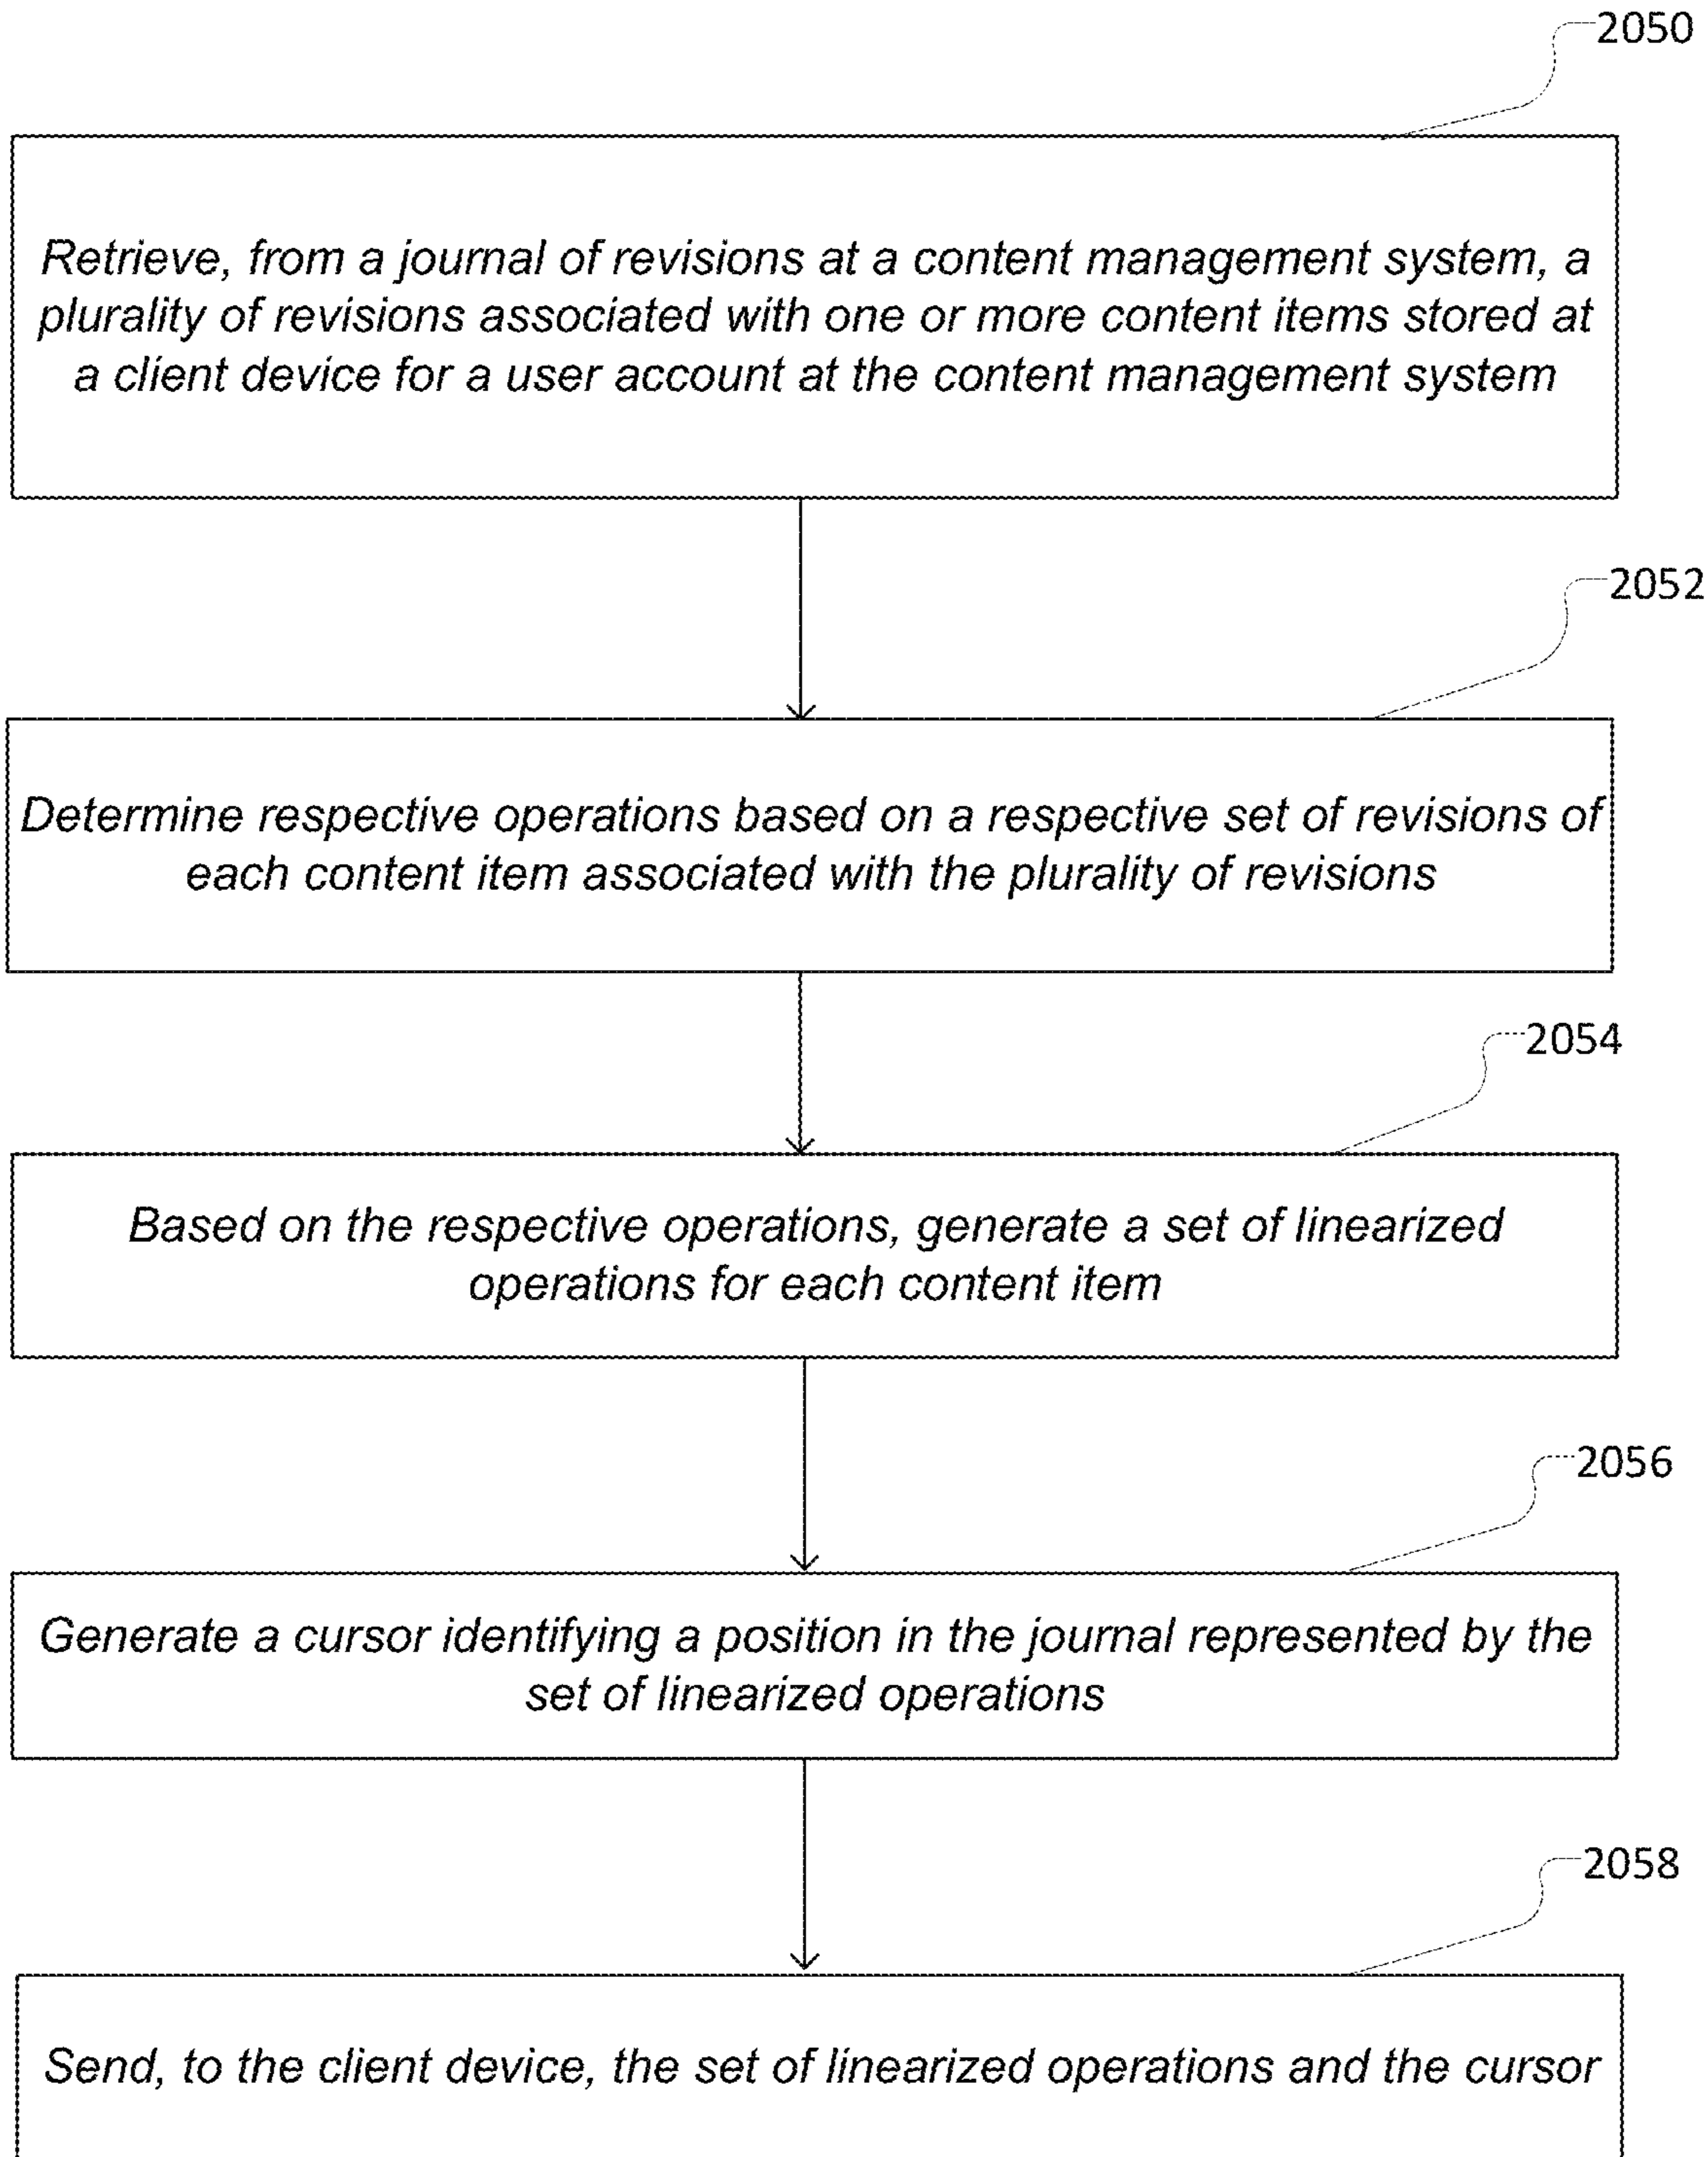 2050
Retrieve, from a journal of revisions at a content management system, a
plurality of revisions associated with one or more content items stored at
a client device for a user account at the content management system
2052
Determine respective operations based on a respective set of revisions of
each content item associated with the plurality of revisions
2054
Based on the respective operations, generate a set of linearized
operations for each content item
2056
Generate a cursor identifying a position in the journal represented by the
set of linearized operations
2058
Send, to the client device, the set of linearized operations and the cursor